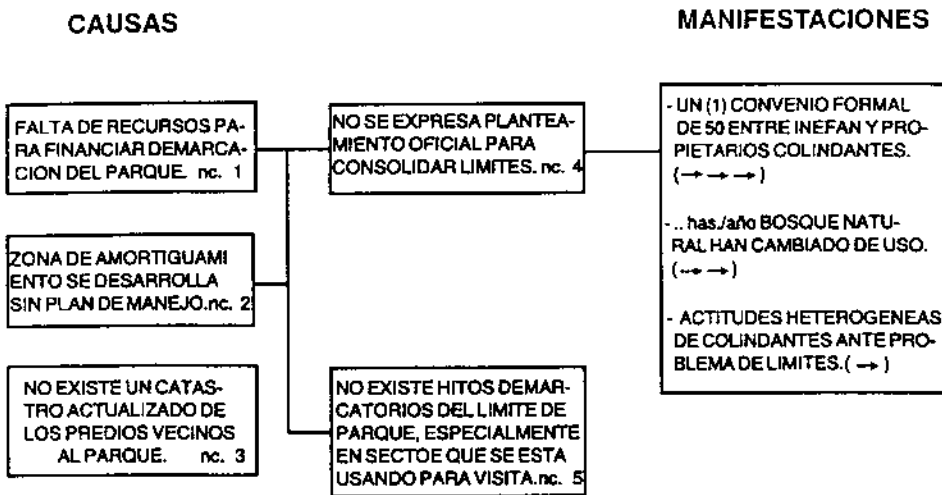 CAUSAS
MANIFESTACIONES
FALTA DE RECURSOS PA-
RA FINANCIAR DEMARCA-
CION DEL PARQUE. nc. 1
ZONA DE AMORTIGUAMI
ENTO SE DESARROLLA
SIN PLAN DE MANEJO.nc. 2
NO EXISTE UN CATAS-
TRO ACTUALIZADO DE
LOS PREDIOS VECINOS
AL PARQUE. nc. 3
NO SE EXPRESA PLANTEA-
MIENTO OFICIAL PARA
CONSOLIDAR LIMITES. nc. 4
NO EXISTE HITOS DEMAR-
CATORIOS DEL LIMITE DE
PARQUE, ESPECIALMENTE
EN SECTOE QUE SE ESTA
USANDO PARA VISITA.nc. 5
- UN (1) CONVENIO FORMAL
DE 50 ENTRE INEFAN Y PRO-
PIETARIOS COLINDANTES.
(→ → →)
-.. has./año BOSQUE NATU-
RAL HAN CAMBIADO DE USO.
(→ →)
- ACTITUDES HETEROGENEAS
DE COLINDANTES ANTE PRO-
BLEMA DE LIMITES.( → )